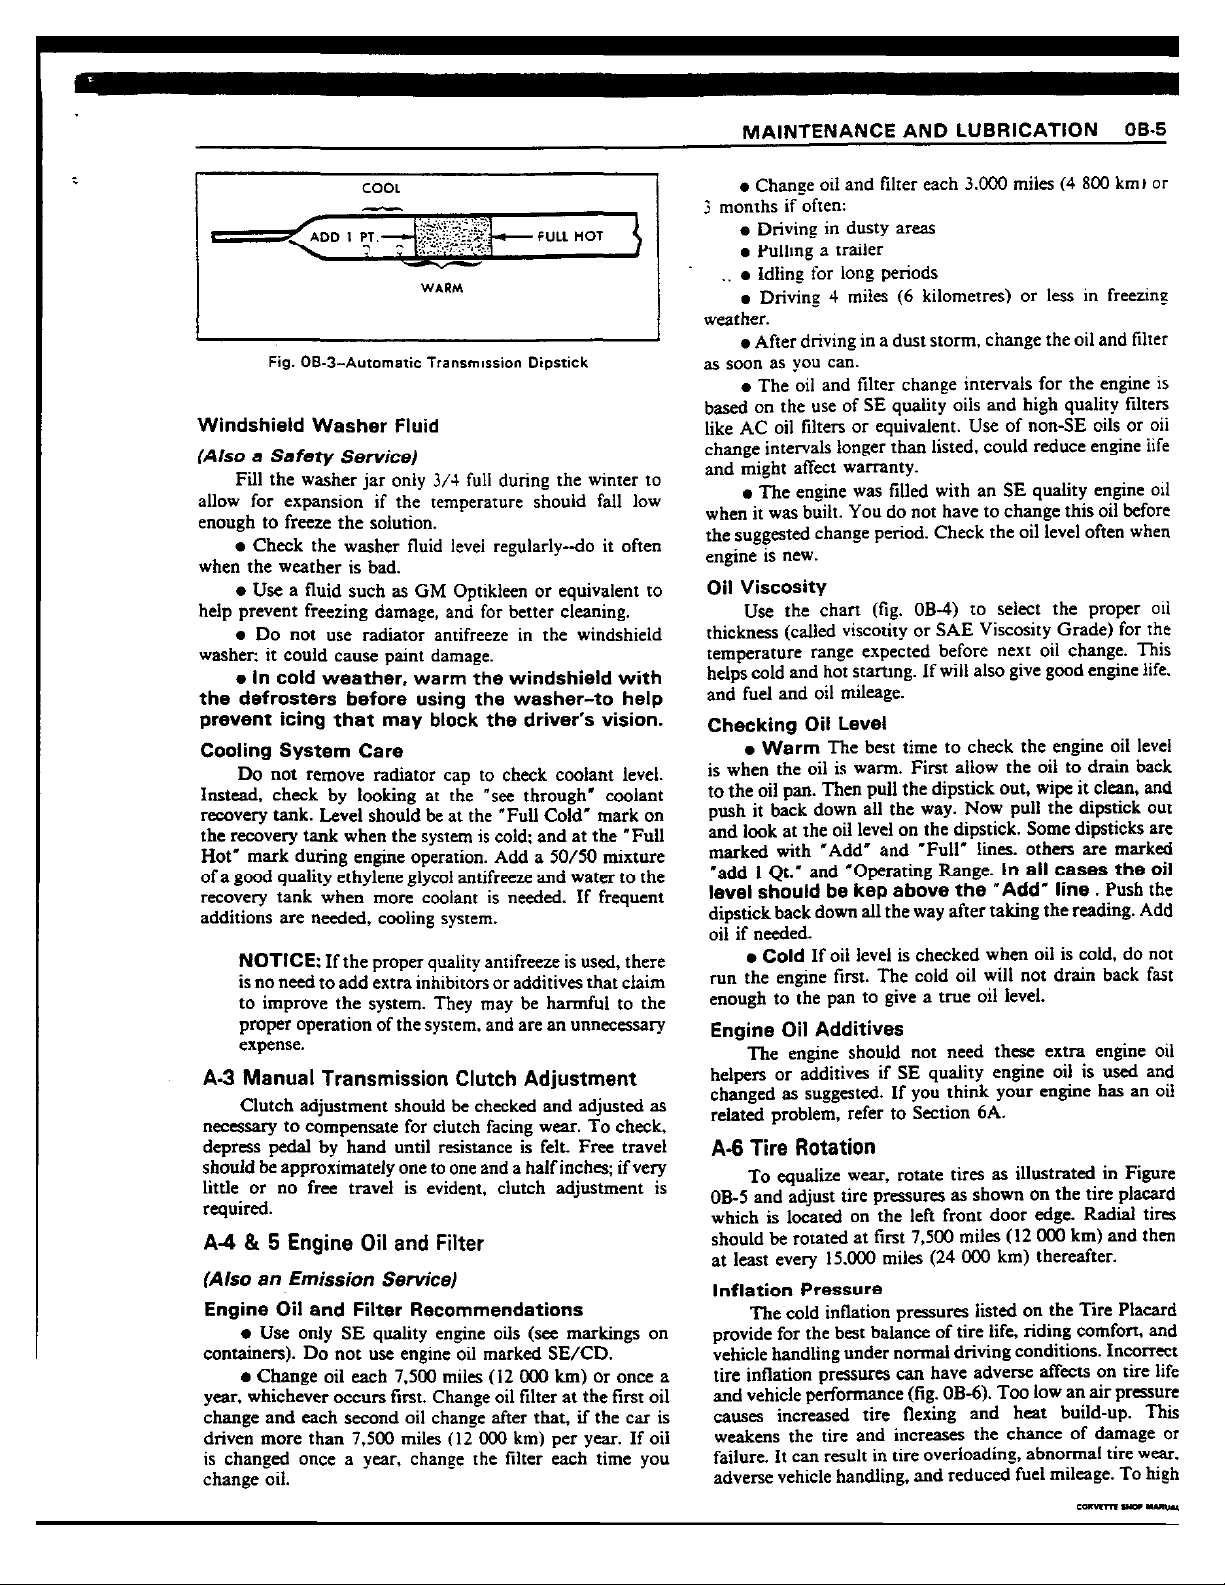 MAINTENANCE AND LUBRICATION 0B-5
COOL
ADD 1 PT.
FULL HOT
WARM
Fig. 0B-3–Automatic Transmission Dipstick
Windshield Washer Fluid
(Also a Safety Service)
Fill the washer jar only 3/4 full during the winter to
allow for expansion if the temperature should fall low
enough to freeze the solution.
● Check the washer fluid level regularly--do it often
when the weather is bad.
● Use a fluid such as GM Optikleen or equivalent to
help prevent freezing damage, and for better cleaning.
● Do not use radiator antifreeze in the windshield
washer; it could cause paint damage.
● In cold weather, warm the windshield with
the defrosters before using the washer–to help
prevent icing that may block the driver's vision.
Cooling System Care
Do not remove radiator cap to check coolant level.
Instead, check by looking at the "see through" coolant
recovery tank. Level should be at the "Full Cold" mark on
the recovery tank when the system is cold; and at the "Full
Hot" mark during engine operation. Add a 50/50 mixture
of a good quality ethylene glycol antifreeze and water to the
recovery tank when more coolant is needed. If frequent
additions are needed, cooling system.
NOTICE: If the proper quality antifreeze is used, there
is no need to add extra inhibitors or additives that claim
to improve the system. They may be harmful to the
proper operation of the system, and are an unnecessary
expense.
A-3 Manual Transmission Clutch Adjustment
Clutch adjustment should be checked and adjusted as
necessary to compensate for clutch facing wear. To check,
depress pedal by hand until resistance is felt. Free travel
should be approximately one to one and a half inches; if very
little or no free travel is evident, clutch adjustment is
required.
A-4 & 5 Engine Oil and Filter
(Also an Emission Service)
Engine Oil and Filter Recommendations
● Use only SE quality engine oils (see markings on
containers). Do not use engine oil marked SE/CD.
● Change oil each 7,500 miles (12 000 km) or once a
year, whichever occurs first. Change oil filter at the first oil
change and each second oil change after that, if the car is
driven more than 7,500 miles (12 000 km) per year. If oil
is changed once a year, change the filter each time you
change oil.
● Change oil and filter each 3.000 miles (4 800 km) or
3 months if often:
● Driving in dusty areas
● Pulling a trailer
● Idling for long periods
● Driving 4 miles (6 kilometres) or less in freezing
weather.
● After driving in a dust storm, change the oil and filter
as soon as you can.
● The oil and filter change intervals for the engine is
based on the use of SE quality oils and high quality filters
like AC oil filters or equivalent. Use of non-SE oils or oil
change intervals longer than listed, could reduce engine life
and might affect warranty.
● The engine was filled with an SE quality engine oil
when it was built. You do not have to change this oil before
the suggested change period. Check the oil level often when
engine is new.
Oil Viscosity
Use the chart (fig. 0B-4) to select the proper oil
thickness (called viscotity or SAE Viscosity Grade) for the
temperature range expected before next oil change. This
helps cold and hot starting. If will also give good engine life.
and fuel and oil mileage.
Checking Oil Level
● Warm The best time to check the engine oil level
is when the oil is warm. First allow the oil to drain back
to the oil pan. Then pull the dipstick out, wipe it clean, and
push it back down all the way. Now pull the dipstick out
and look at the oil level on the dipstick. Some dipsticks are
marked with "Add" and "Full" lines. others are marked
"add 1 Qt." and "Operating Range. In all cases the oil
level should be kep above the "Add" line . Push the
dipstick back down all the way after taking the reading. Add
oil if needed.
● Cold If oil level is checked when oil is cold, do not
run the engine first. The cold oil will not drain back fast
enough to the pan to give a true oil level.
Engine Oil Additives
The engine should not need these extra engine oil
helpers or additives if SE quality engine oil is used and
changed as suggested. If you think your engine has an oil
related problem, refer to Section 6A.
A-6 Tire Rotation
To equalize wear, rotate tires as illustrated in Figure
0B-5 and adjust tire pressures as shown on the tire placard
which is located on the left front door edge. Radial tires
should be rotated at first 7,500 miles (12 000 km) and then
at least every 15.000 miles (24 000 km) thereafter.
Inflation Pressure
The cold inflation pressures listed on the Tire Placard
provide for the best balance of tire life, riding comfort, and
vehicle handling under normal driving conditions. Incorrect
tire inflation pressures can have adverse affects on tire life
and vehicle performance (fig. 0B-6). Too low an air pressure
causes increased tire flexing and heat build-up. This
weakens the tire and increases the chance of damage or
failure. It can result in tire overloading, abnormal tire wear.
adverse vehicle handling, and reduced fuel mileage. To high
CORVETTE SHOP MANUAL